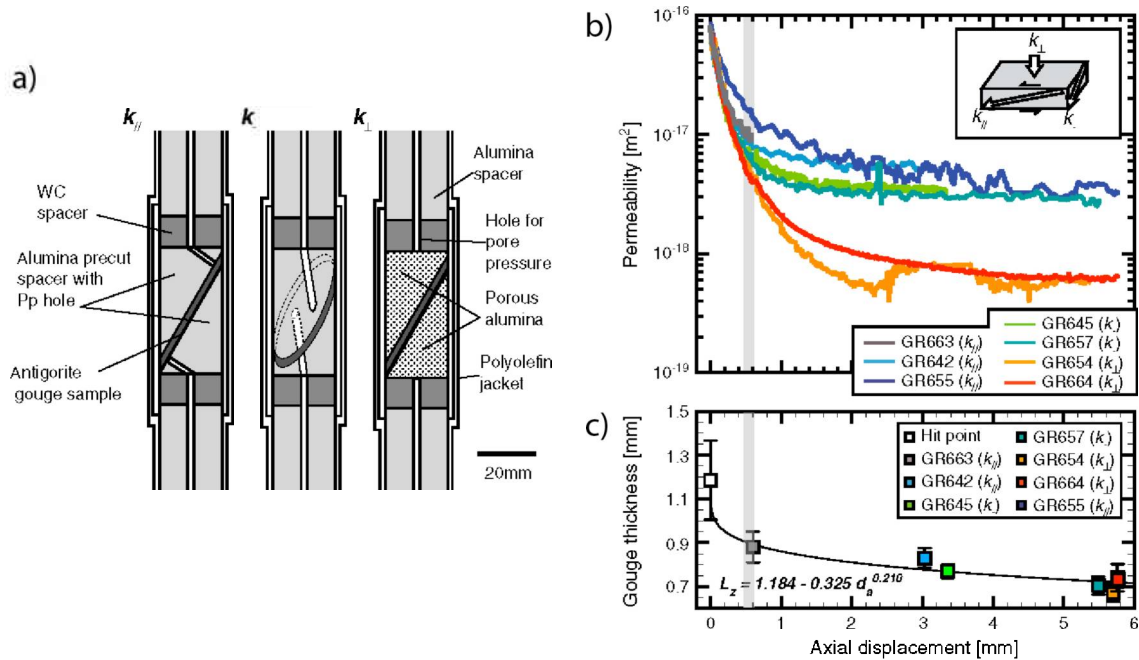 a)
k//
k-
k⊥
WC
spacer
Alumina precut
spacer with
Pp hole
Antigorite
gouge sample
Alumina
spacer
Hole for
pore
pressure
Porous
alumina
Polyolefin
jacket
20mm
b)
Permeability [m²]
10⁻¹⁶
10⁻¹⁷
10⁻¹⁸
10⁻¹⁹
k⊥
k//
k-
GR663 (k//)
GR642 (k//)
GR655 (k//)
GR645 (k-)
GR657 (k-)
GR654 (k⊥)
GR664 (k⊥)
c)
Gouge thickness [mm]
1.5
1.3
1.1
0.9
0.7
Hit point
GR663 (k//)
GR642 (k//)
GR645 (k-)
GR657 (k-)
GR654 (k⊥)
GR664 (k⊥)
GR655 (k//)
L_z = 1.184 - 0.325 d_a^0.210
0 1 2 3 4 5 6
Axial displacement [mm]